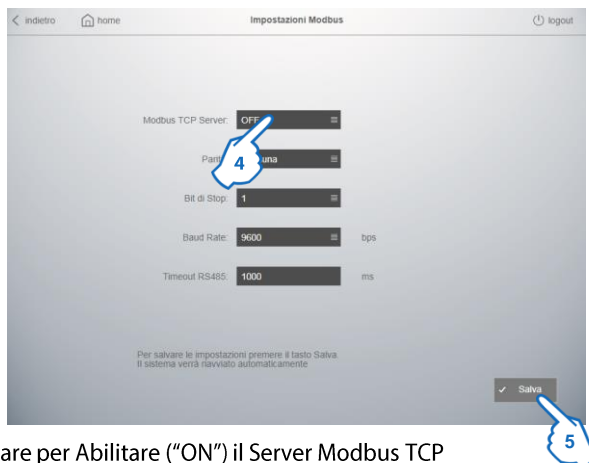 indietro home Impostazioni Modbus logout
Modbus TCP Server: OFF
4
una
Bit di Stop: 1
Baud Rate: 9600 bps
Timeout RS485: 1000 ms
Per salvare le impostazioni premere il tasto Salva.
Il sistema verrà riavviato automaticamente
Salva
5
are per Abilitare (“ON”) il Server Modbus TCP